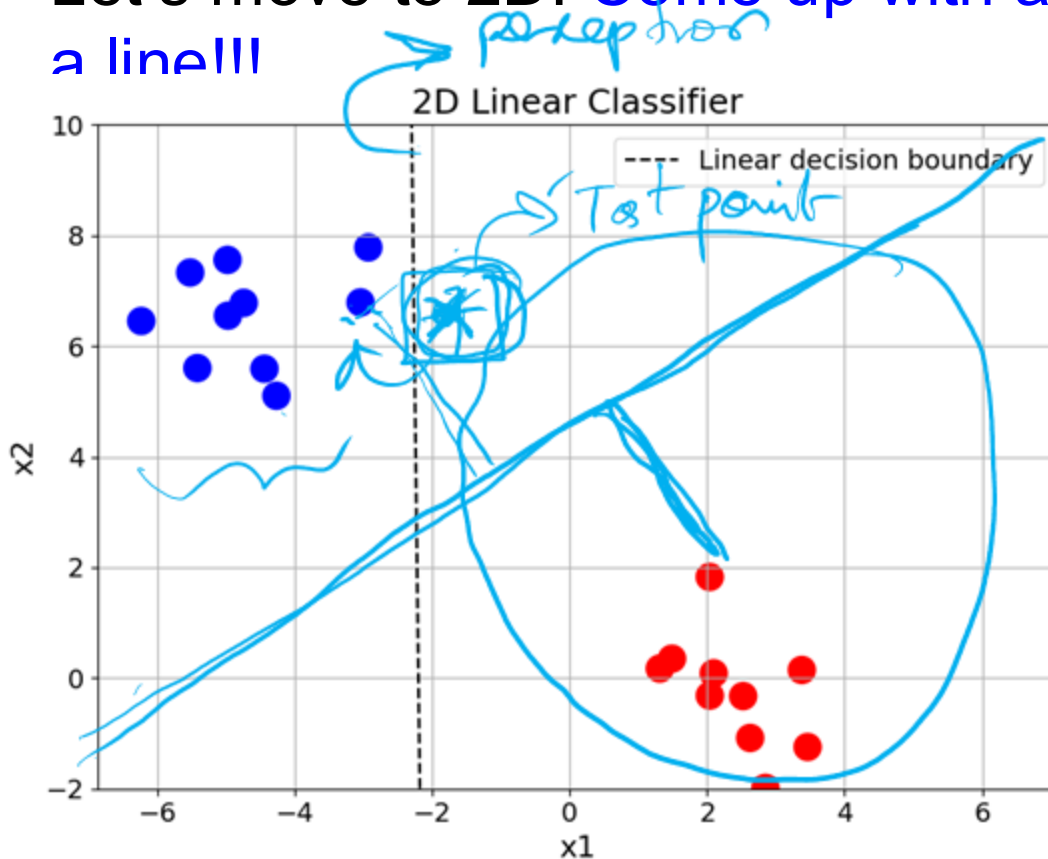 Let's move to 2D! Come up with a
a line!!!
perceptron
2D Linear Classifier
Linear decision boundary
Test point
10
8
6
4
2
0
−2
x2
−6 −4 −2 0 2 4 6
x1